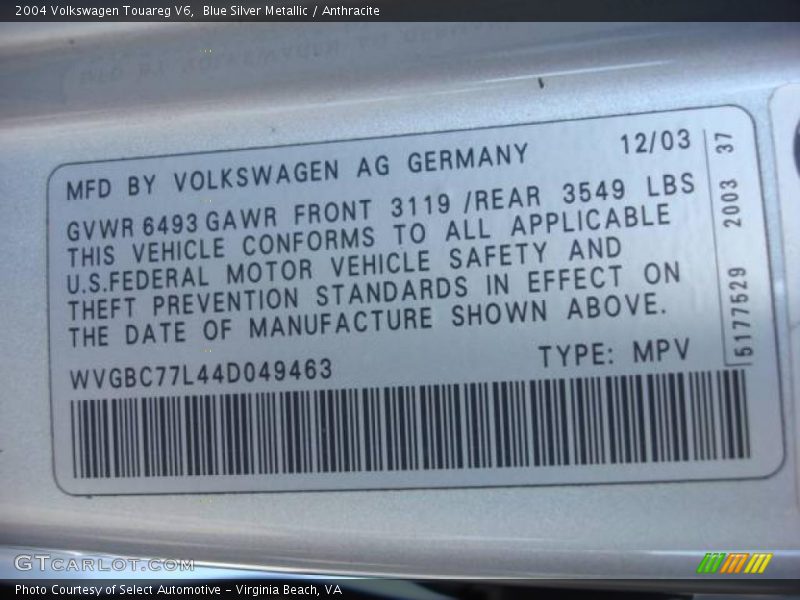 2004 Volkswagen Touareg V6,  Blue Silver Metallic / Anthracite
MFD BY VOLKSWAGEN AG GERMANY 12/03
GVWR 6493 GAWR FRONT 3119 /REAR 3549 LBS
THIS VEHICLE CONFORMS TO ALL APPLICABLE
U.S.FEDERAL MOTOR VEHICLE SAFETY AND
THEFT PREVENTION STANDARDS IN EFFECT ON
THE DATE OF MANUFACTURE SHOWN ABOVE.
WVGBC77L44D049463 TYPE: MPV
5177529 2003 37
GTCARLOT.COM
Photo Courtesy of Select Automotive - Virginia Beach, VA